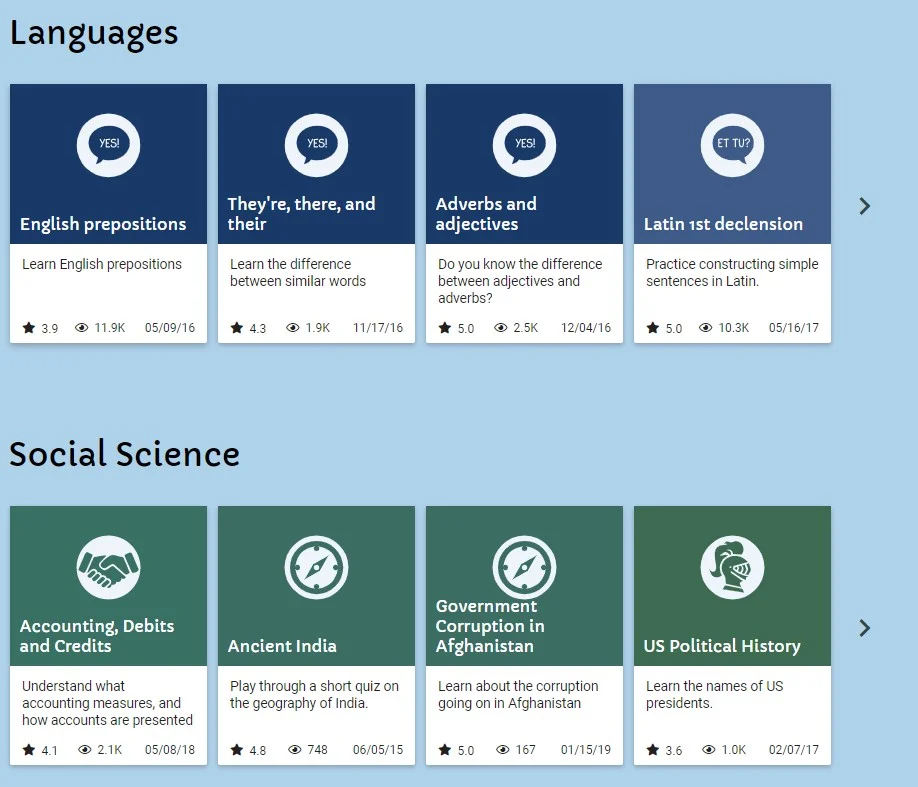 Languages
YES!
YES!
YES!
ET TU?
English prepositions
They're, there, and
their
Adverbs and
adjectives
Latin 1st declension
Learn English prepositions
Learn the difference
between similar words
Do you know the difference
between adjectives and
adverbs?
Practice constructing simple
sentences in Latin.
3.9 11.9K 05/09/16
4.3 1.9K 11/17/16
5.0 2.5K 12/04/16
5.0 10.3K 05/16/17
Social Science
Accounting, Debits
and Credits
Ancient India
Government
Corruption in
Afghanistan
US Political History
Understand what
accounting measures, and
how accounts are presented
Play through a short quiz on
the geography of India.
Learn about the corruption
going on in Afghanistan
Learn the names of US
presidents.
4.1 2.1K 05/08/18
4.8 748 06/05/15
5.0 167 01/15/19
3.6 1.0K 02/07/17